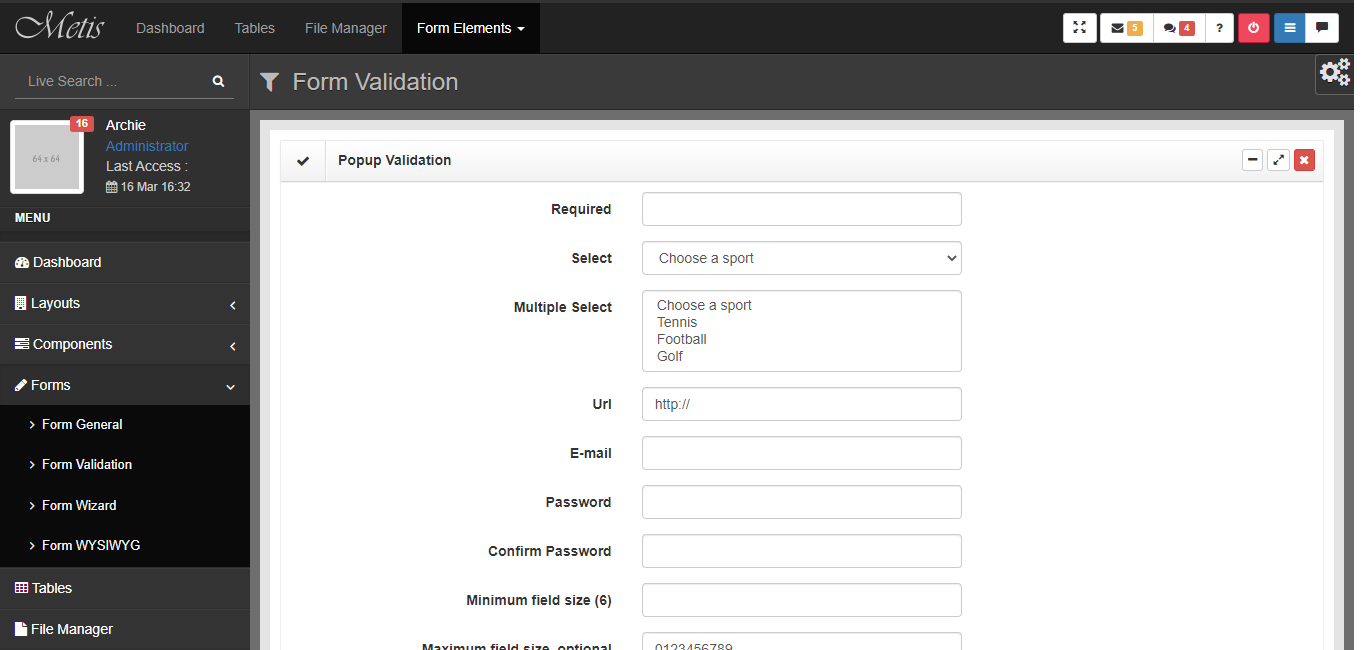 Metis Dashboard Tables File Manager Form Elements 5 4 ?
Live Search ...
Form Validation
16
64 x 64
Archie
Administrator
Last Access :
16 Mar 16:32
MENU
Dashboard
Layouts
Components
Forms
Form General
Form Validation
Form Wizard
Form WYSIWYG
Tables
File Manager
Popup Validation
Required
Select Choose a sport
Multiple Select Choose a sport
Tennis
Football
Golf
Url http://
E-mail
Password
Confirm Password
Minimum field size (6)
Maximum field size, optional 0123456789